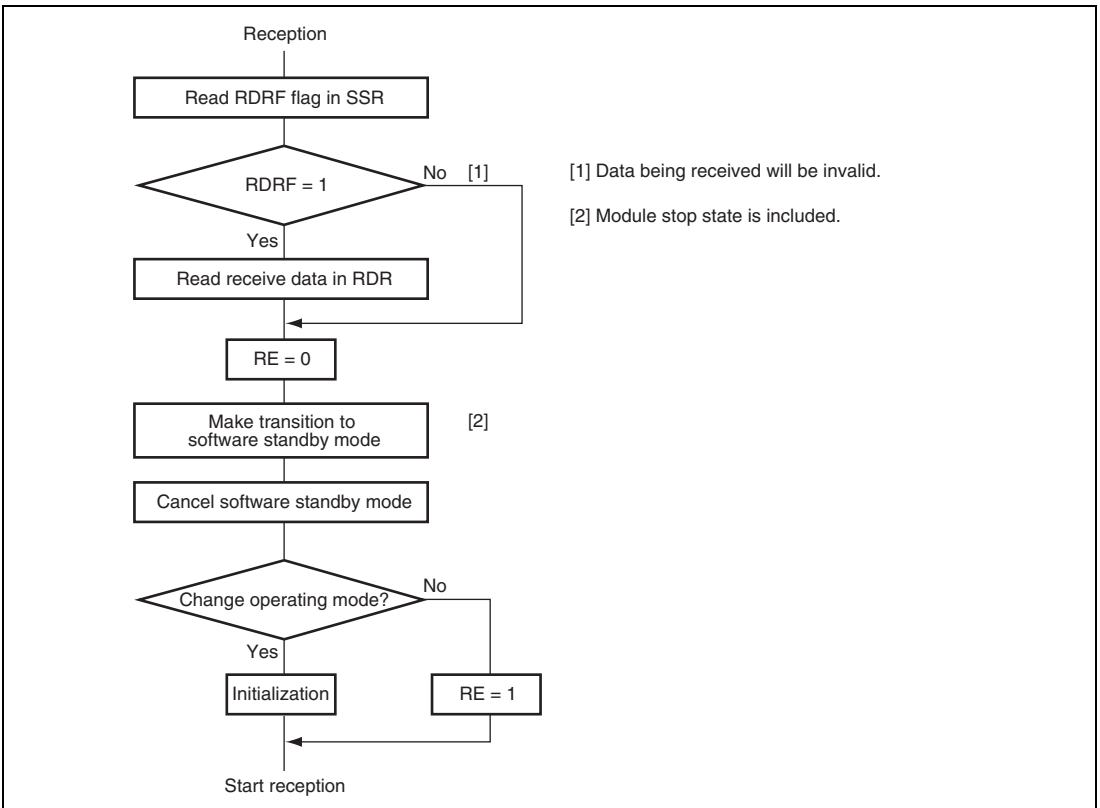 Reception
Read RDRF flag in SSR
RDRF = 1
No [1]
[1] Data being received will be invalid.
[2] Module stop state is included.
Yes
Read receive data in RDR
RE = 0
Make transition to
software standby mode
[2]
Cancel software standby mode
Change operating mode?
No
Yes
Initialization
RE = 1
Start reception